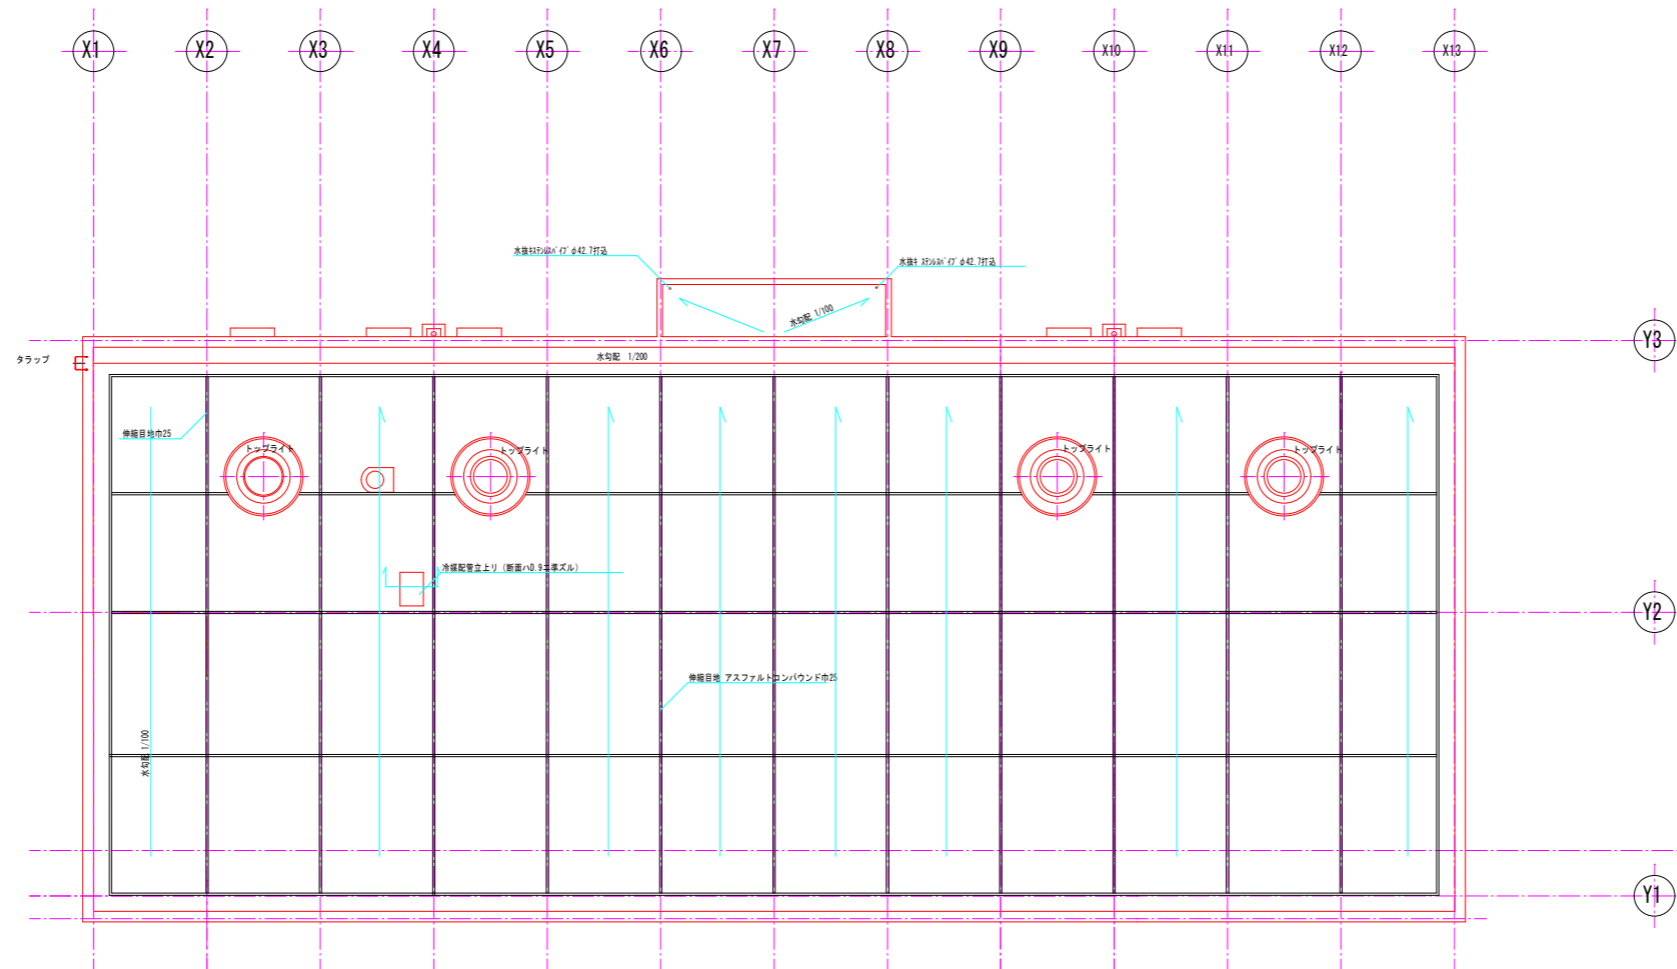 X1
X2
X3
X4
X5
X6
X7
X8
X9
X10
X11
X12
X13
水抜キステンレスパイプ φ42.7打込
水抜キ ステンレスパイプ φ42.7打込
水勾配 1/100
Y3
タラップ
水勾配 1/200
伸縮目地巾25
トップライト
トップライト
トップライト
トップライト
冷媒配管立上リ (断面ハD.9ニ準ズル)
Y2
伸縮目地 アスファルトコンパウンド巾25
水勾配 1/100
Y1